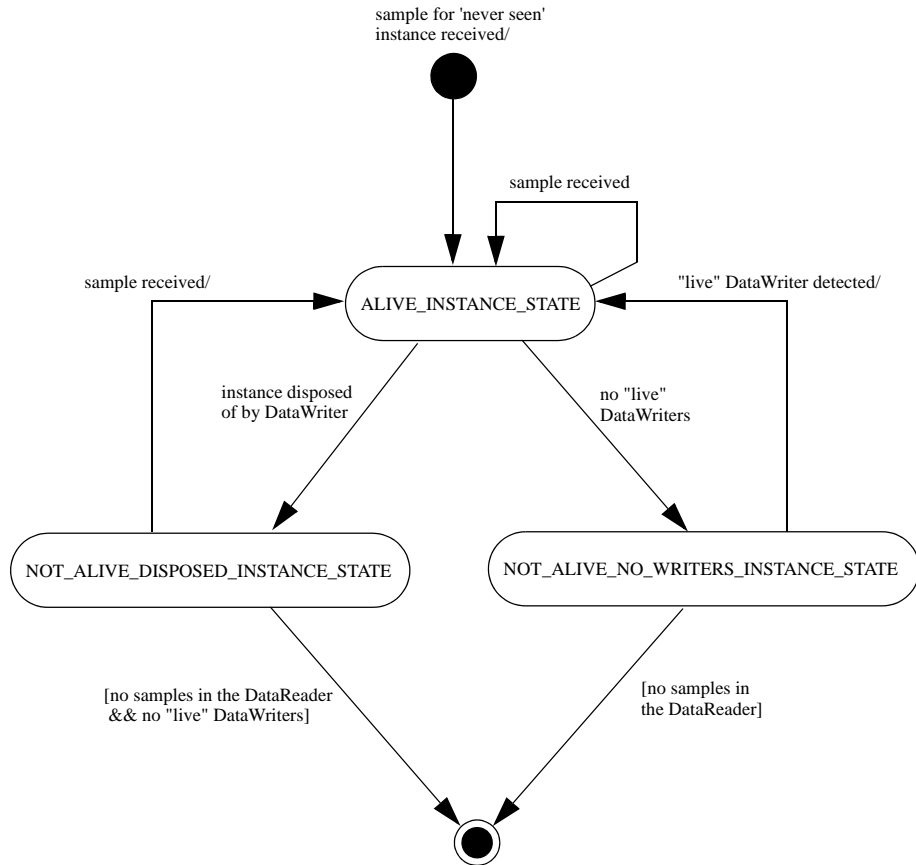 sample for 'never seen'
instance received/
sample received
sample received/
"live" DataWriter detected/
ALIVE_INSTANCE_STATE
instance disposed
of by DataWriter
no "live"
DataWriters
NOT_ALIVE_DISPOSED_INSTANCE_STATE
NOT_ALIVE_NO_WRITERS_INSTANCE_STATE
[no samples in the DataReader
&& no "live" DataWriters]
[no samples in
the DataReader]